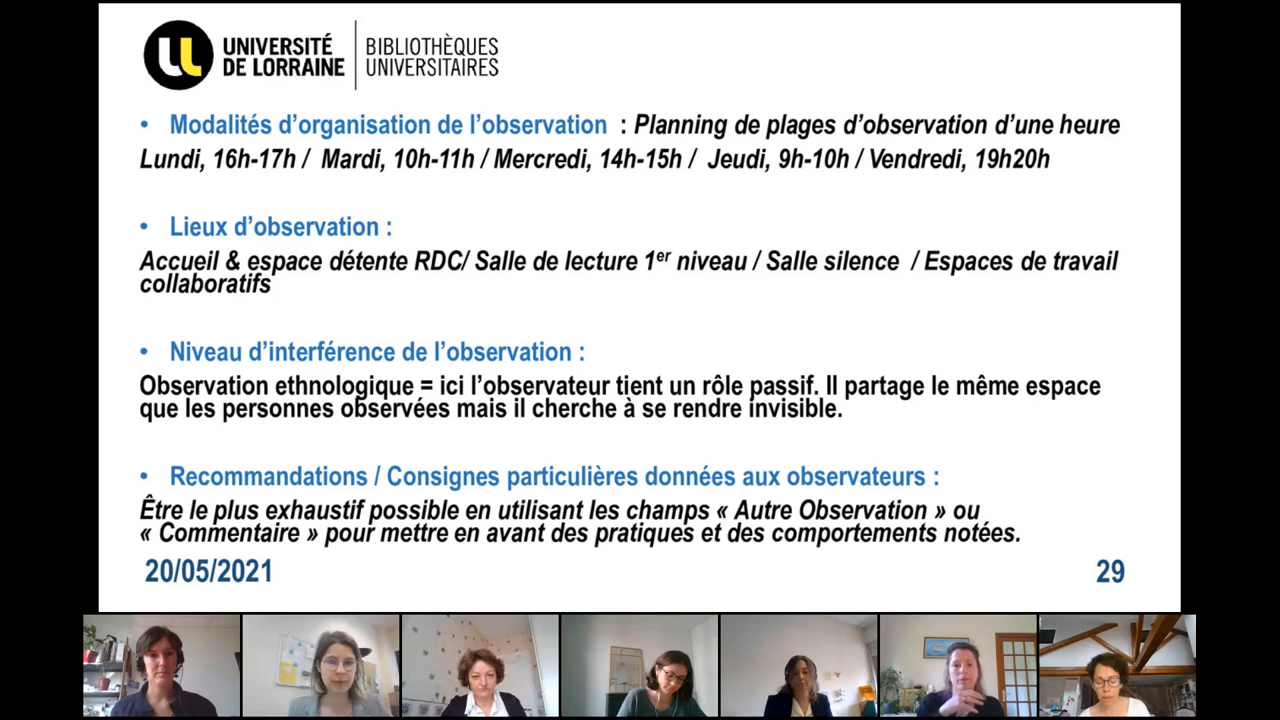 UNIVERSITÉ
DE LORRAINE
BIBLIOTHÈQUES
UNIVERSITAIRES
• Modalités d’organisation de l’observation : Planning de plages d’observation d’une heure
Lundi, 16h-17h / Mardi, 10h-11h / Mercredi, 14h-15h / Jeudi, 9h-10h / Vendredi, 19h20h
• Lieux d’observation :
Accueil & espace détente RDC/ Salle de lecture 1er niveau / Salle silence / Espaces de travail
collaboratifs
• Niveau d’interférence de l’observation :
Observation ethnologique = ici l’observateur tient un rôle passif. Il partage le même espace
que les personnes observées mais il cherche à se rendre invisible.
• Recommandations / Consignes particulières données aux observateurs :
Être le plus exhaustif possible en utilisant les champs « Autre Observation » ou
« Commentaire » pour mettre en avant des pratiques et des comportements notées.
20/05/2021
29